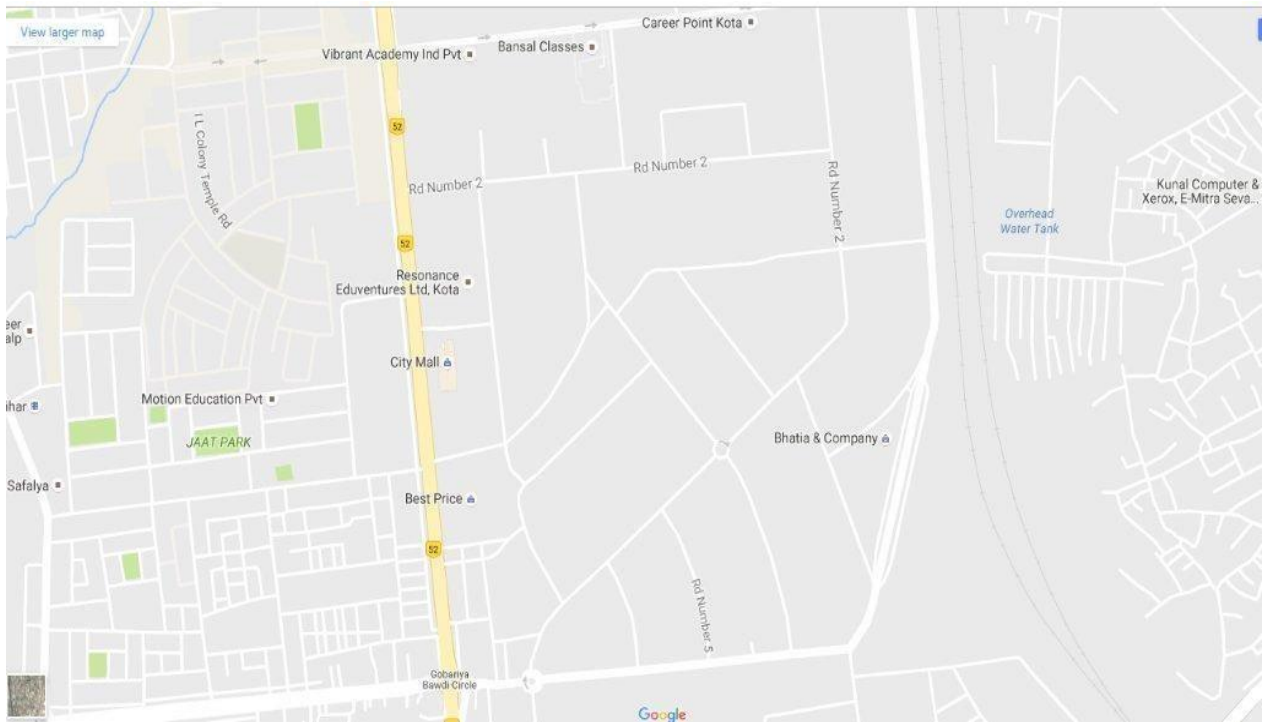 View larger map
Career Point Kota
Bansal Classes
Vibrant Academy Ind Pvt
52
I L Colony Temple Rd
Rd Number 2
Rd Number 2
Rd Number 2
Kunal Computer &
Xerox, E-Mitra Seva...
Overhead
Water Tank
52
Resonance
Eduventures Ltd, Kota
eer
alp
City Mall
Motion Education Pvt
ihar
JAAT PARK
Bhatia & Company
Safalya
Best Price
52
Rd Number 5
Gobariya
Bawdi Circle
Google